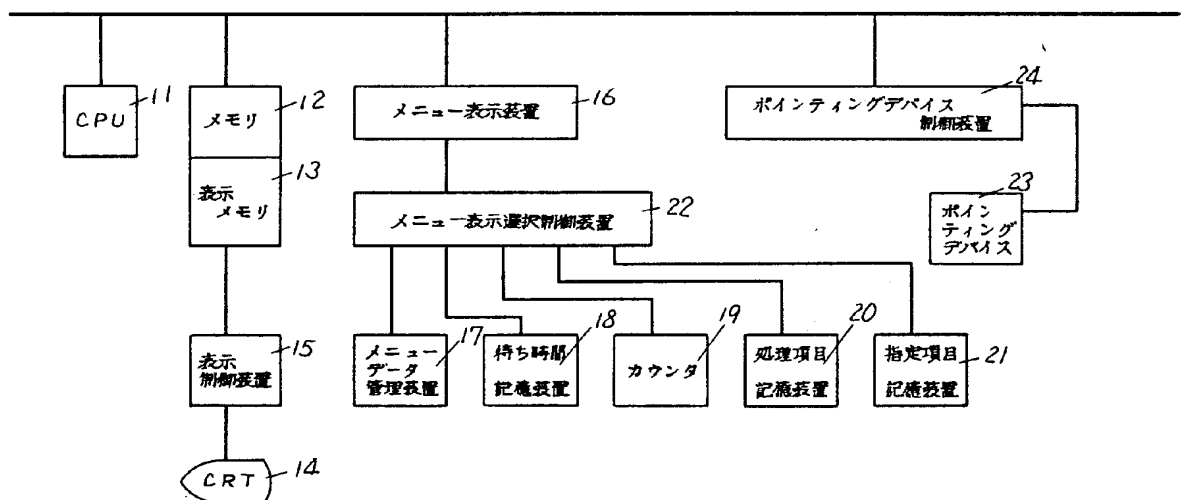 11
CPU
12
メモリ
13
表示
メモリ
15
表示
制御装置
14
CRT
16
メニュー表示装置
22
メニュー表示選択制御装置
17
メニュー
データ
管理装置
18
待ち時間
記憶装置
19
カウンタ
20
処理項目
記憶装置
21
指定項目
記憶装置
24
ポインティングデバイス
制御装置
23
ポイン
ティング
デバイス